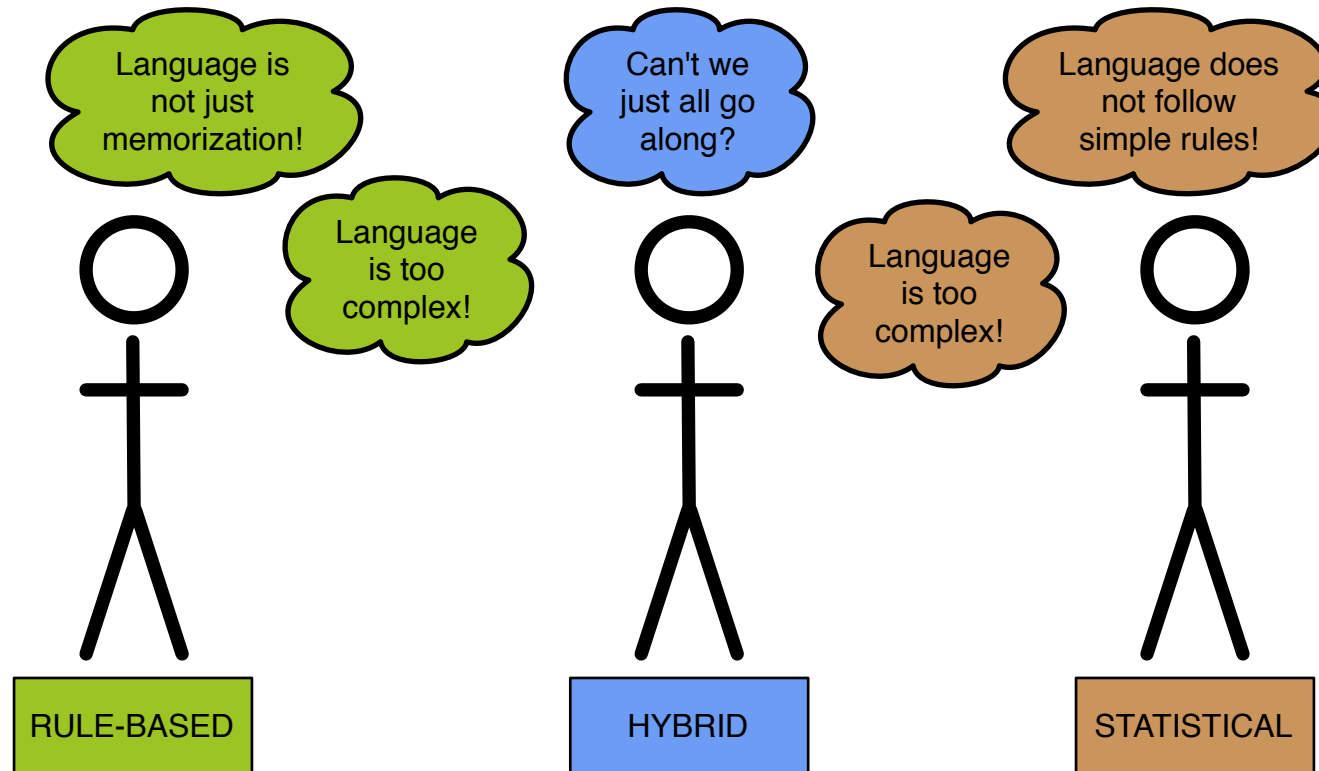 Language is
not just
memorization!
Language
is too
complex!
Can't we
just all go
along?
Language
is too
complex!
Language does
not follow
simple rules!
RULE-BASED
HYBRID
STATISTICAL